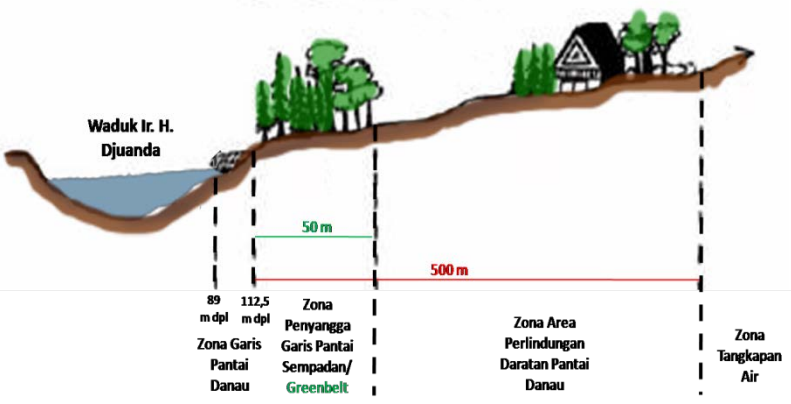 Waduk Ir. H.
Djuanda
50 m
500 m
89
m dpl
112,5
m dpl
Zona Garis
Pantai
Danau
Zona
Penyangga
Garis Pantai
Sempadan/
Greenbelt
Zona Area
Perlindungan
Daratan Pantai
Danau
Zona
Tangkapan
Air